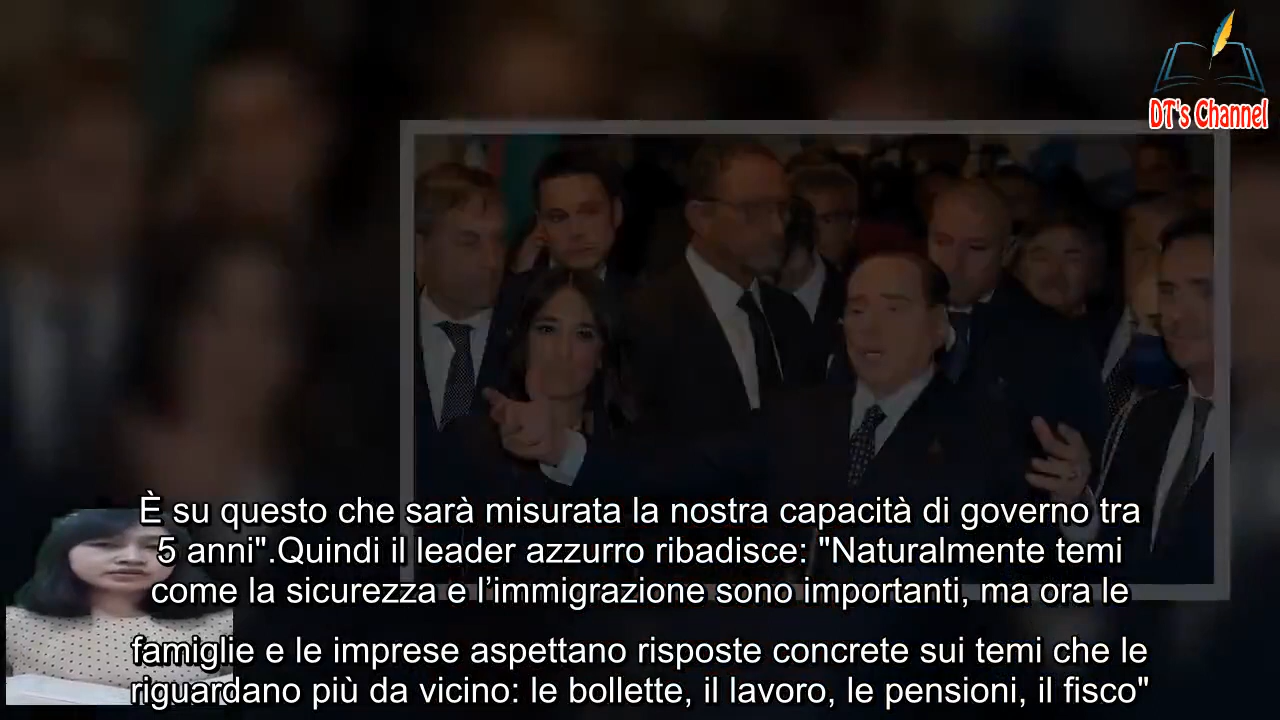 DT's Channel
È su questo che sarà misurata la nostra capacità di governo tra
5 anni".Quindi il leader azzurro ribadisce: "Naturalmente temi
come la sicurezza e l’immigrazione sono importanti, ma ora le
famiglie e le imprese aspettano risposte concrete sui temi che le
riguardano più da vicino: le bollette, il lavoro, le pensioni, il fisco"